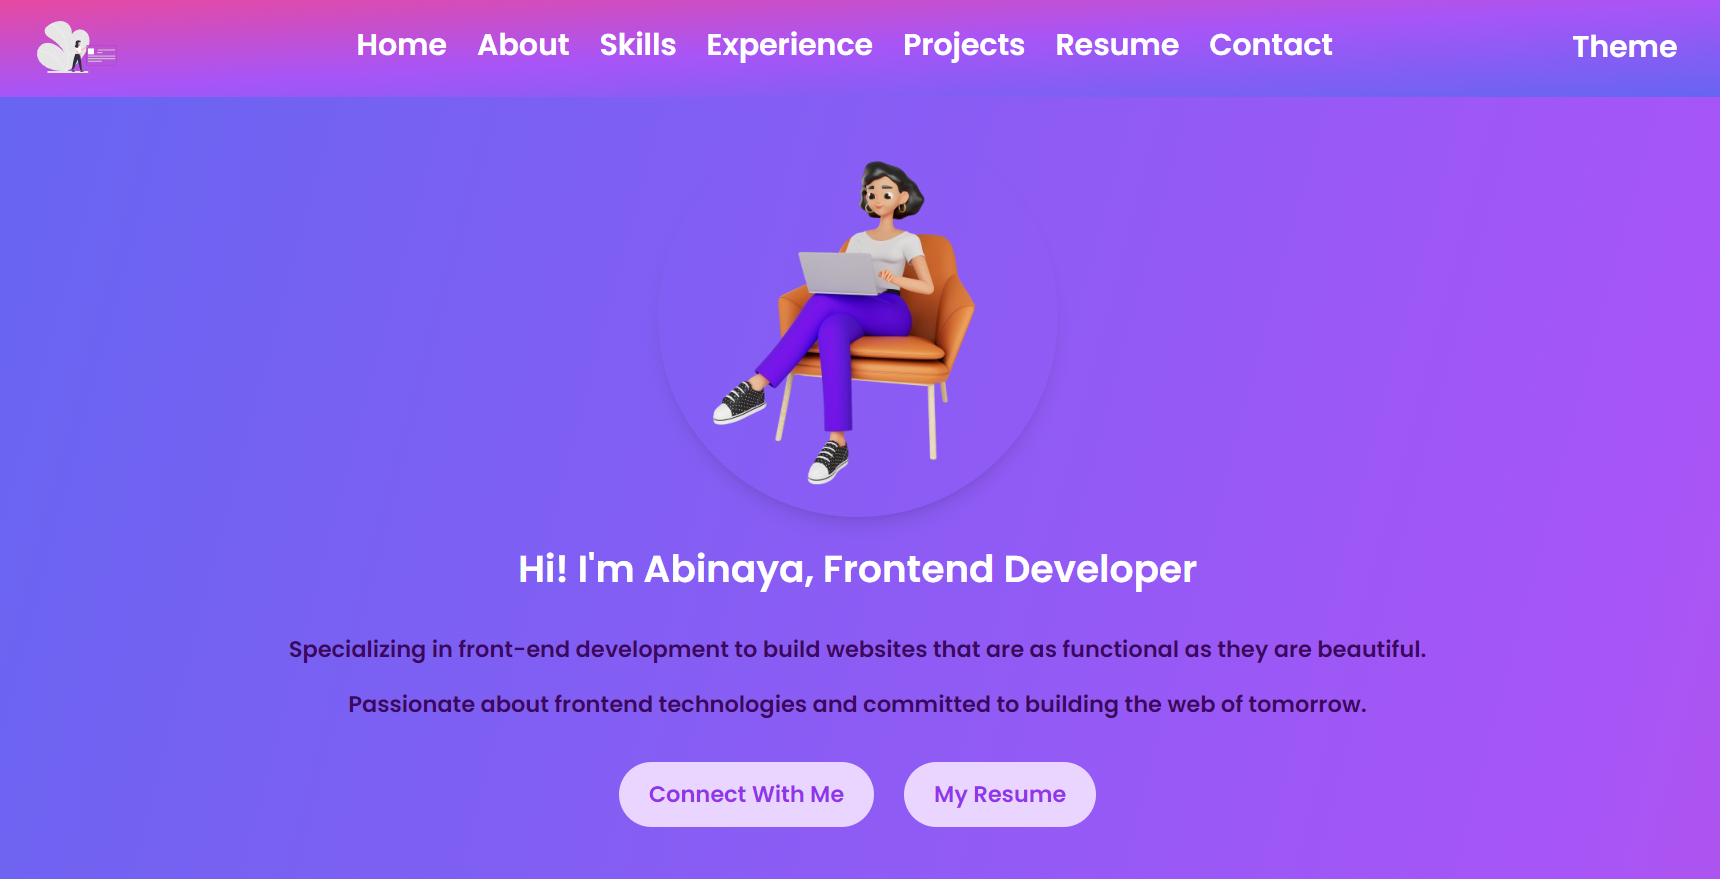 Home About Skills Experience Projects Resume Contact Theme
Hi! I'm Abinaya, Frontend Developer
Specializing in front-end development to build websites that are as functional as they are beautiful.
Passionate about frontend technologies and committed to building the web of tomorrow.
Connect With Me My Resume